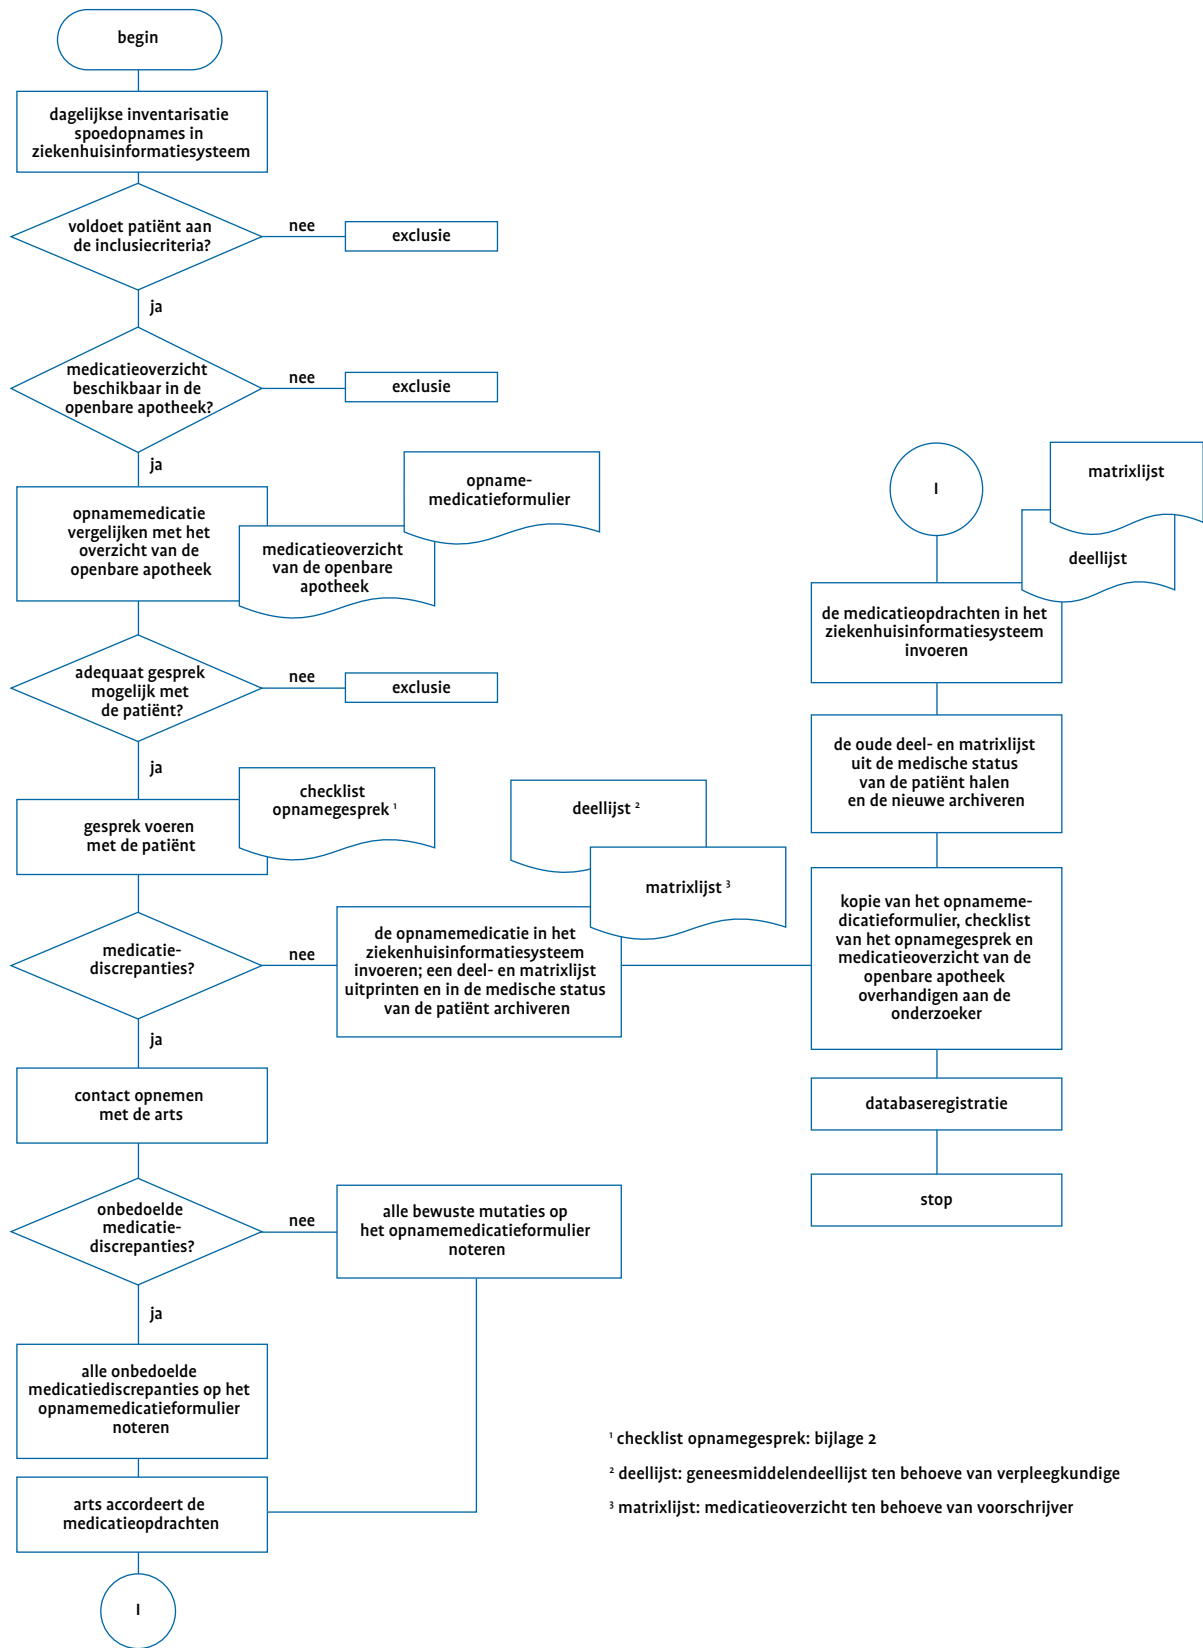 begin
dagelijkse inventarisatie
spoedopnames in
ziekenhuisinformatiesysteem
voldoet patiënt aan
de inclusiecriteria?
nee
exclusie
ja
medicatieoverzicht
beschikbaar in de
openbare apotheek?
nee
exclusie
ja
opnamemedicatie
vergelijken met het
overzicht van de
openbare apotheek
medicatieoverzicht
van de openbare
apotheek
opname-
medicatieformulier
adequaat gesprek
mogelijk met
de patiënt?
nee
exclusie
ja
gesprek voeren
met de patiënt
checklist
opnamegesprek ¹
medicatie-
discrepanties?
nee
de opnamemedicatie in het
ziekenhuisinformatiesysteem
invoeren; een deel- en matrixlijst
uitprinten en in de medische status
van de patiënt archiveren
deellijst ²
matrixlijst ³
ja
contact opnemen
met de arts
onbedoelde
medicatie-
discrepanties?
nee
alle bewuste mutaties op
het opnamemedicatieformulier
noteren
ja
alle onbedoelde
medicatiediscrepanties op het
opnamemedicatieformulier
noteren
arts accordeert de
medicatieopdrachten
I
I
matrixlijst
deellijst
de medicatieopdrachten in het
ziekenhuisinformatiesysteem
invoeren
de oude deel- en matrixlijst
uit de medische status
van de patiënt halen
en de nieuwe archiveren
kopie van het opnameme-
dicatieformulier, checklist
van het opnamegesprek en
medicatieoverzicht van de
openbare apotheek
overhandigen aan de
onderzoeker
databaseregistratie
stop
¹ checklist opnamegesprek: bijlage 2
² deellijst: geneesmiddelendeellijst ten behoeve van verpleegkundige
³ matrixlijst: medicatieoverzicht ten behoeve van voorschrijver